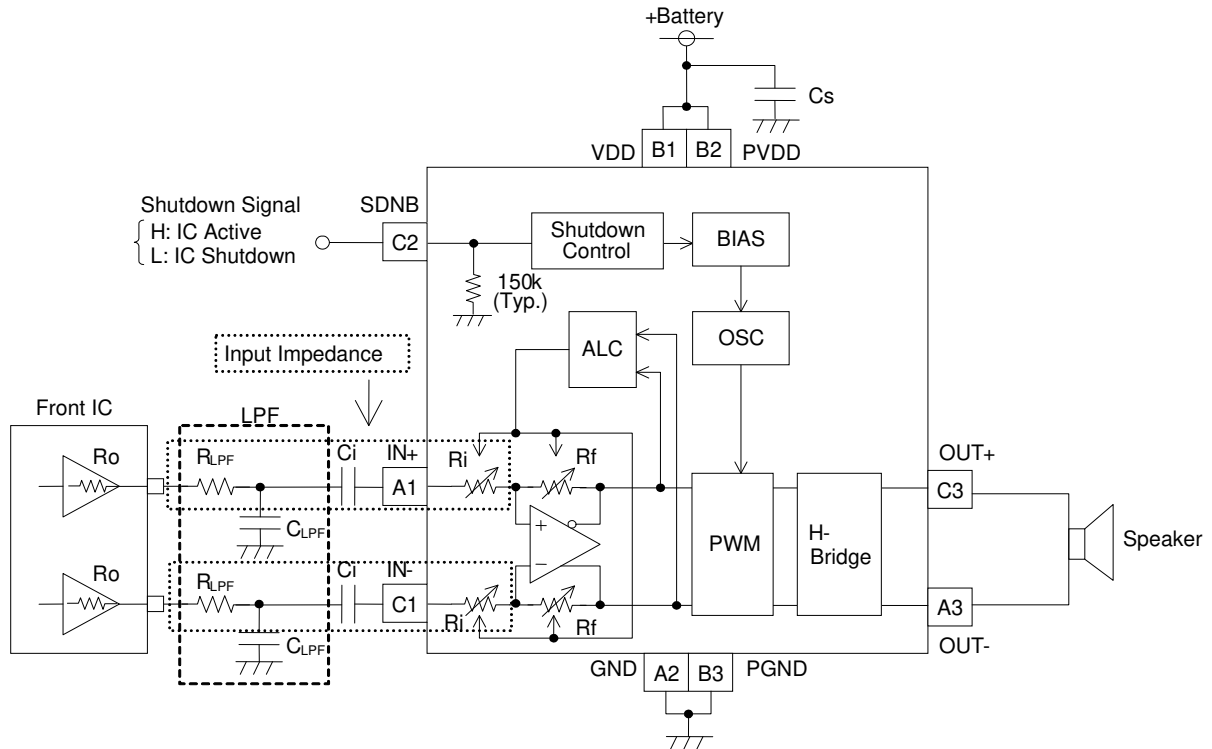 +Battery
Cs
VDD
B1
B2
PVDD
Shutdown Signal
H: IC Active
L: IC Shutdown
SDNB
C2
150k
(Typ.)
Shutdown
Control
BIAS
OSC
ALC
Input Impedance
Front IC
LPF
Ro
RLPF
CLPF
Ci
IN+
A1
Ri
Rf
+
−
Ro
RLPF
CLPF
Ci
IN-
C1
Ri
Rf
PWM
H-
Bridge
OUT+
C3
Speaker
A3
OUT-
GND
A2
B3
PGND